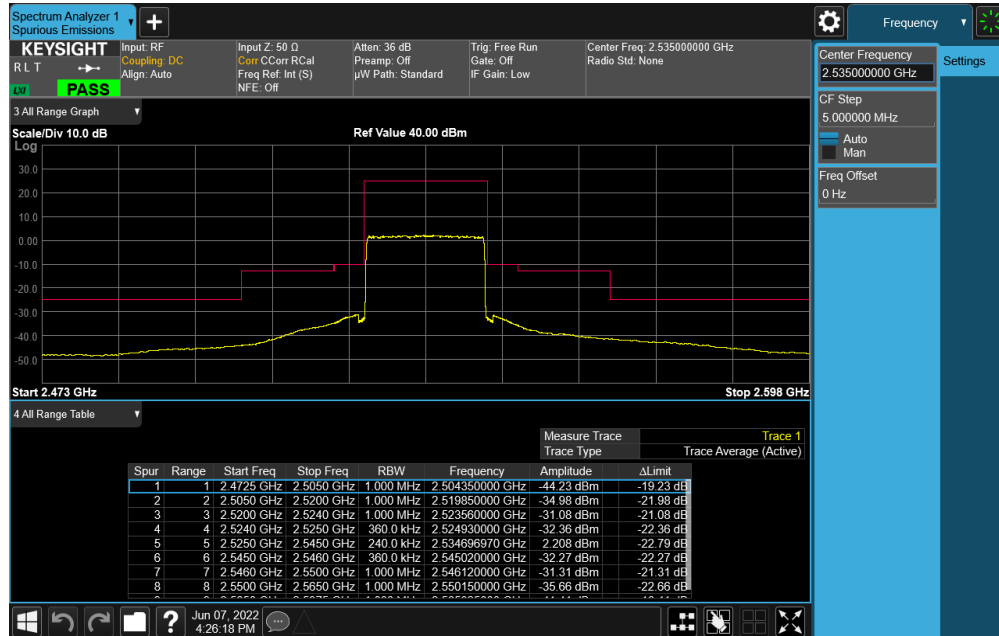 Spectrum Analyzer 1
Spurious Emissions
Frequency
KEYSIGHT
R L T
LXI
PASS
Input: RF
Coupling: DC
Align: Auto
Input Z: 50 Ω
Corr CCorr RCal
Freq Ref: Int (S)
NFE: Off
Atten: 36 dB
Preamp: Off
µW Path: Standard
Trig: Free Run
Gate: Off
IF Gain: Low
Center Freq: 2.535000000 GHz
Radio Std: None
Center Frequency
2.535000000 GHz
Settings
CF Step
5.000000 MHz
Auto
Man
Freq Offset
0 Hz
3 All Range Graph
Scale/Div 10.0 dB
Ref Value 40.00 dBm
Log
30.0
20.0
10.0
0.00
-10.0
-20.0
-30.0
-40.0
-50.0
Start 2.473 GHz
Stop 2.598 GHz
4 All Range Table
Measure Trace Trace 1
Trace Type Trace Average (Active)
Spur Range Start Freq Stop Freq RBW Frequency Amplitude ΔLimit
1 1 2.4725 GHz 2.5050 GHz 1.000 MHz 2.504350000 GHz -44.23 dBm -19.23 dB
2 2 2.5050 GHz 2.5200 GHz 1.000 MHz 2.519850000 GHz -34.98 dBm -21.98 dB
3 3 2.5200 GHz 2.5240 GHz 1.000 MHz 2.523560000 GHz -31.08 dBm -21.08 dB
4 4 2.5240 GHz 2.5250 GHz 360.0 kHz 2.524930000 GHz -32.36 dBm -22.36 dB
5 5 2.5250 GHz 2.5450 GHz 240.0 kHz 2.534696970 GHz 2.208 dBm -22.79 dB
6 6 2.5450 GHz 2.5460 GHz 360.0 kHz 2.545020000 GHz -32.27 dBm -22.27 dB
7 7 2.5460 GHz 2.5500 GHz 1.000 MHz 2.546120000 GHz -31.31 dBm -21.31 dB
8 8 2.5500 GHz 2.5650 GHz 1.000 MHz 2.550150000 GHz -35.66 dBm -22.66 dB
Jun 07, 2022
4:26:18 PM